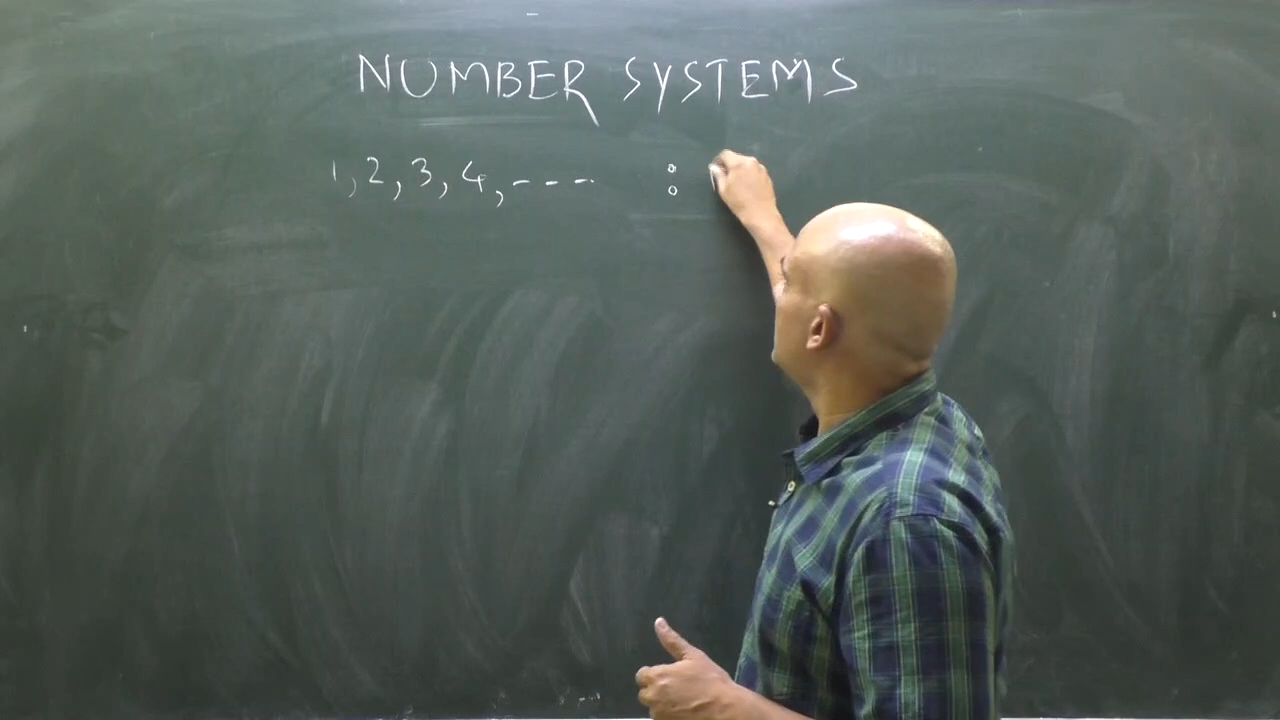 NUMBER SYSTEMS
1, 2, 3, 4, - - - :